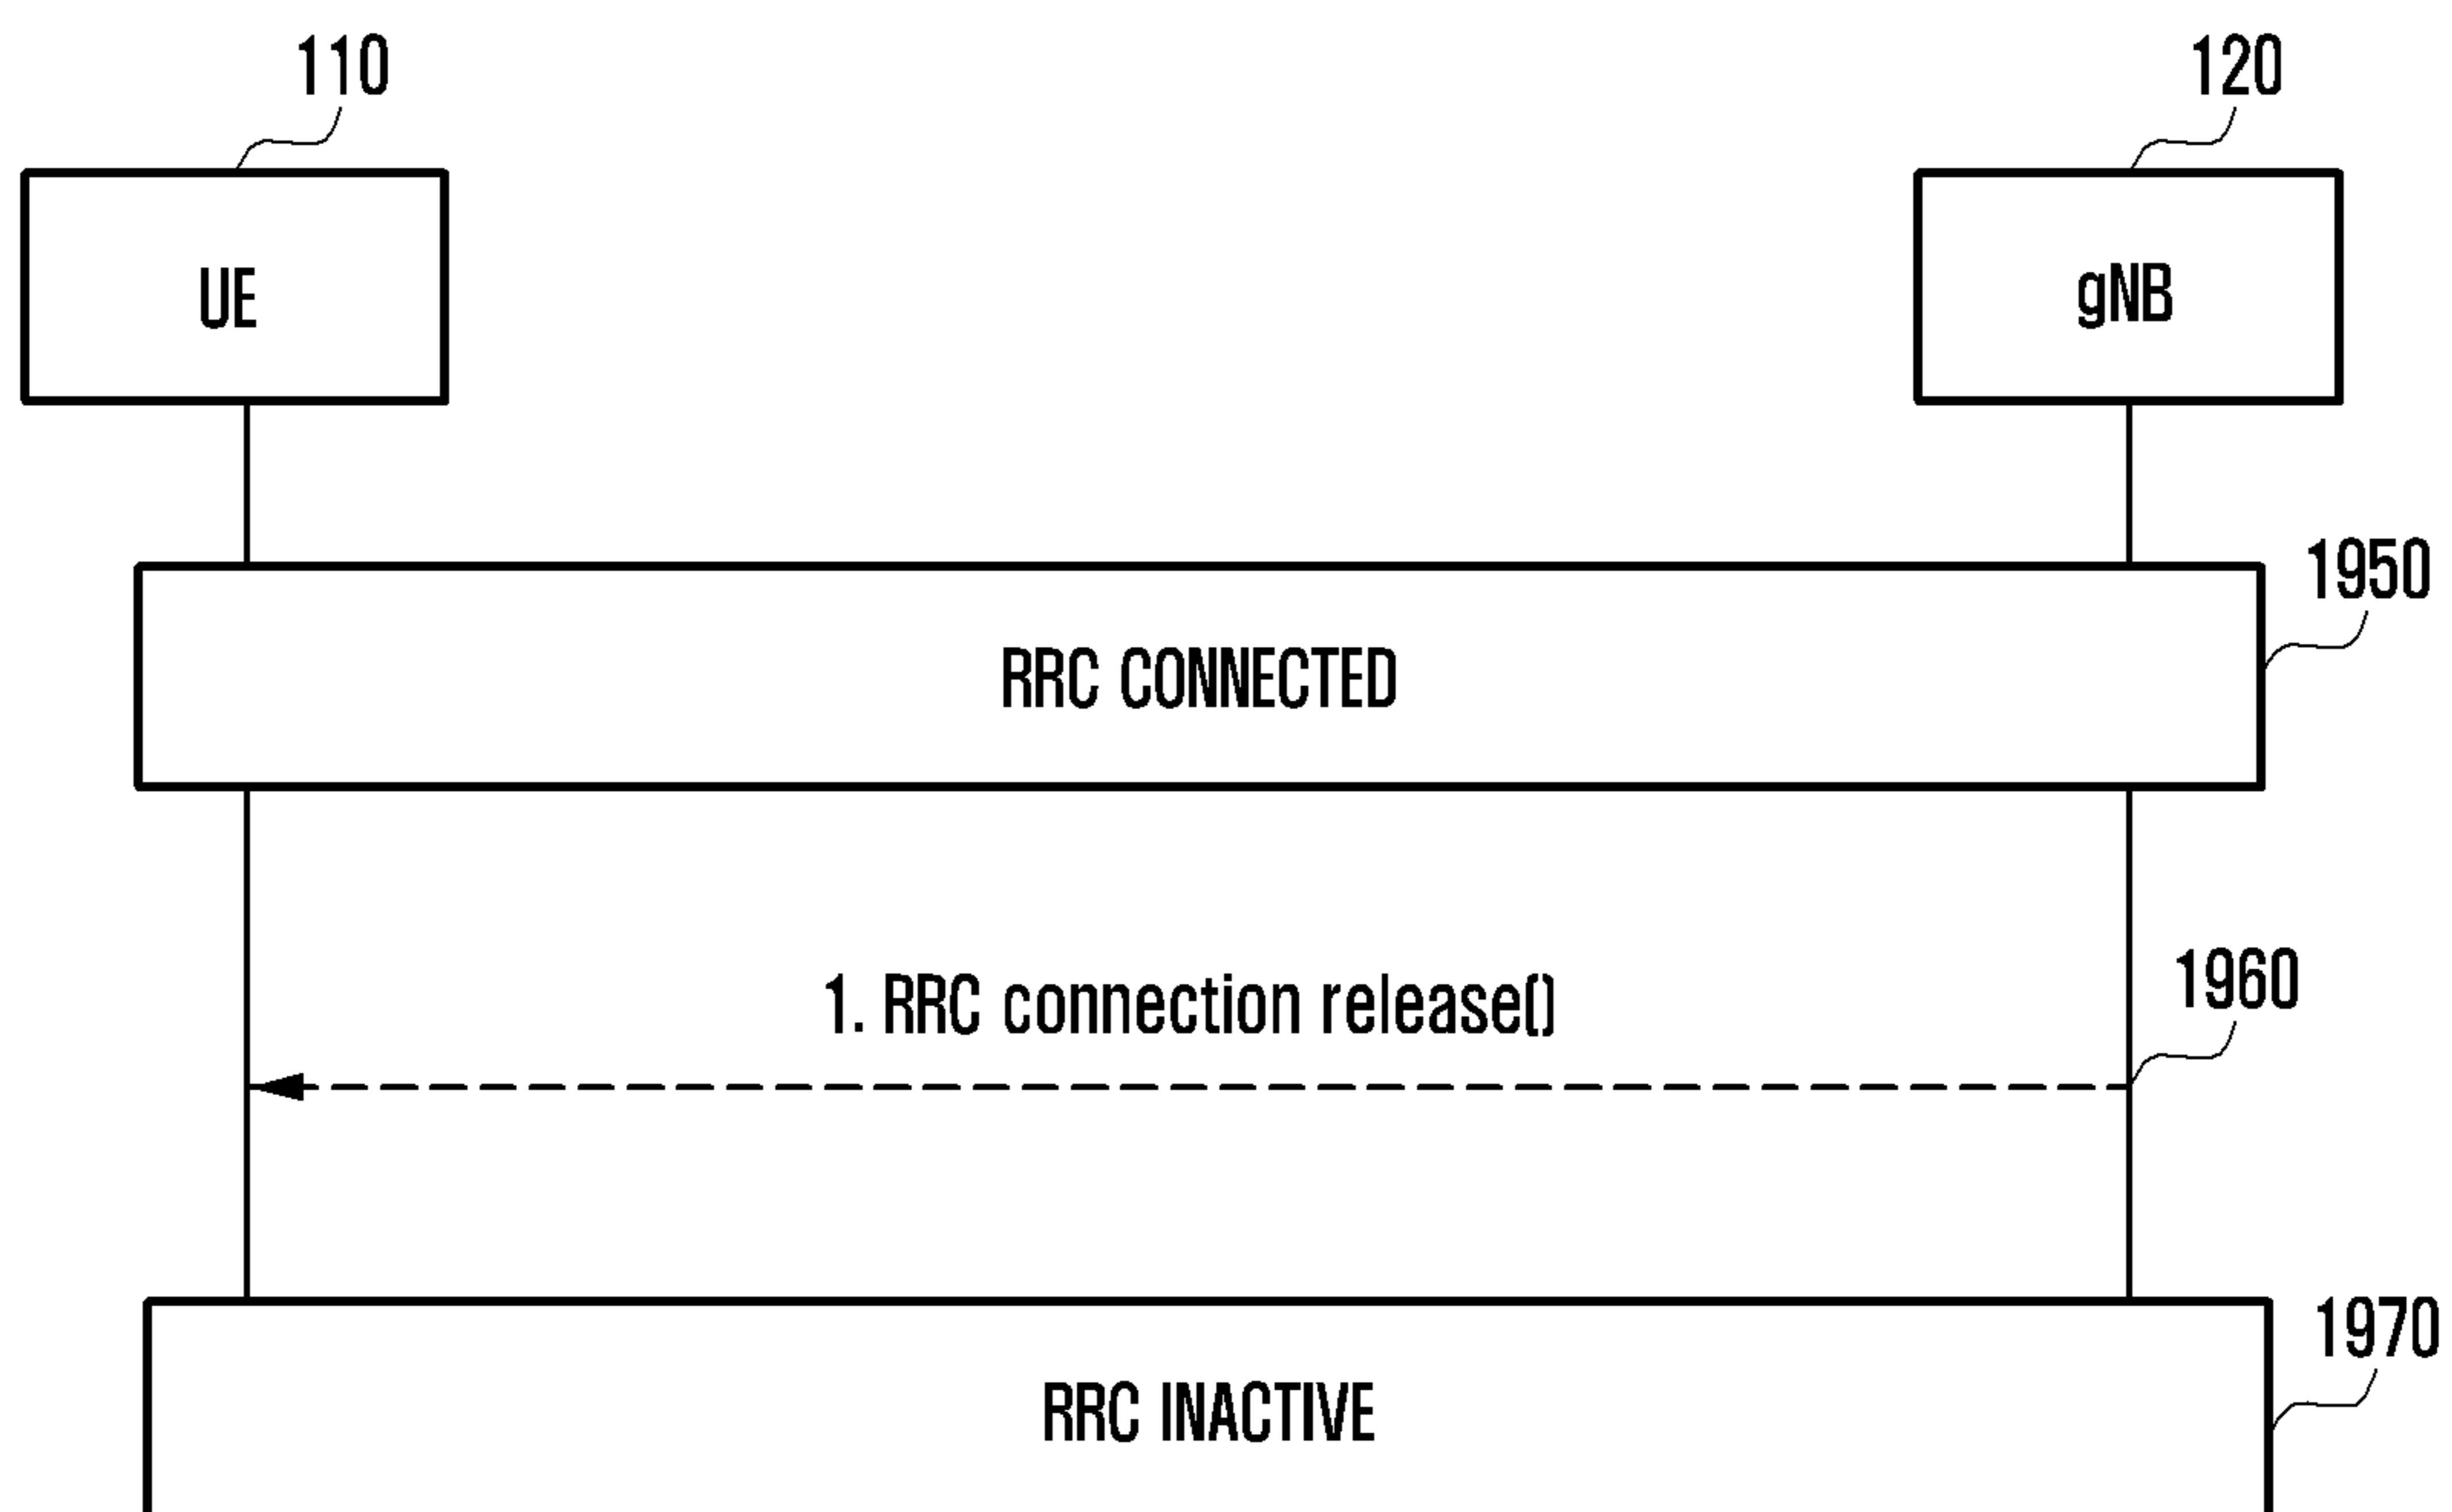 110
120
UE
gNB
1950
RRC CONNECTED
1960
1. RRC connection release()
1970
RRC INACTIVE